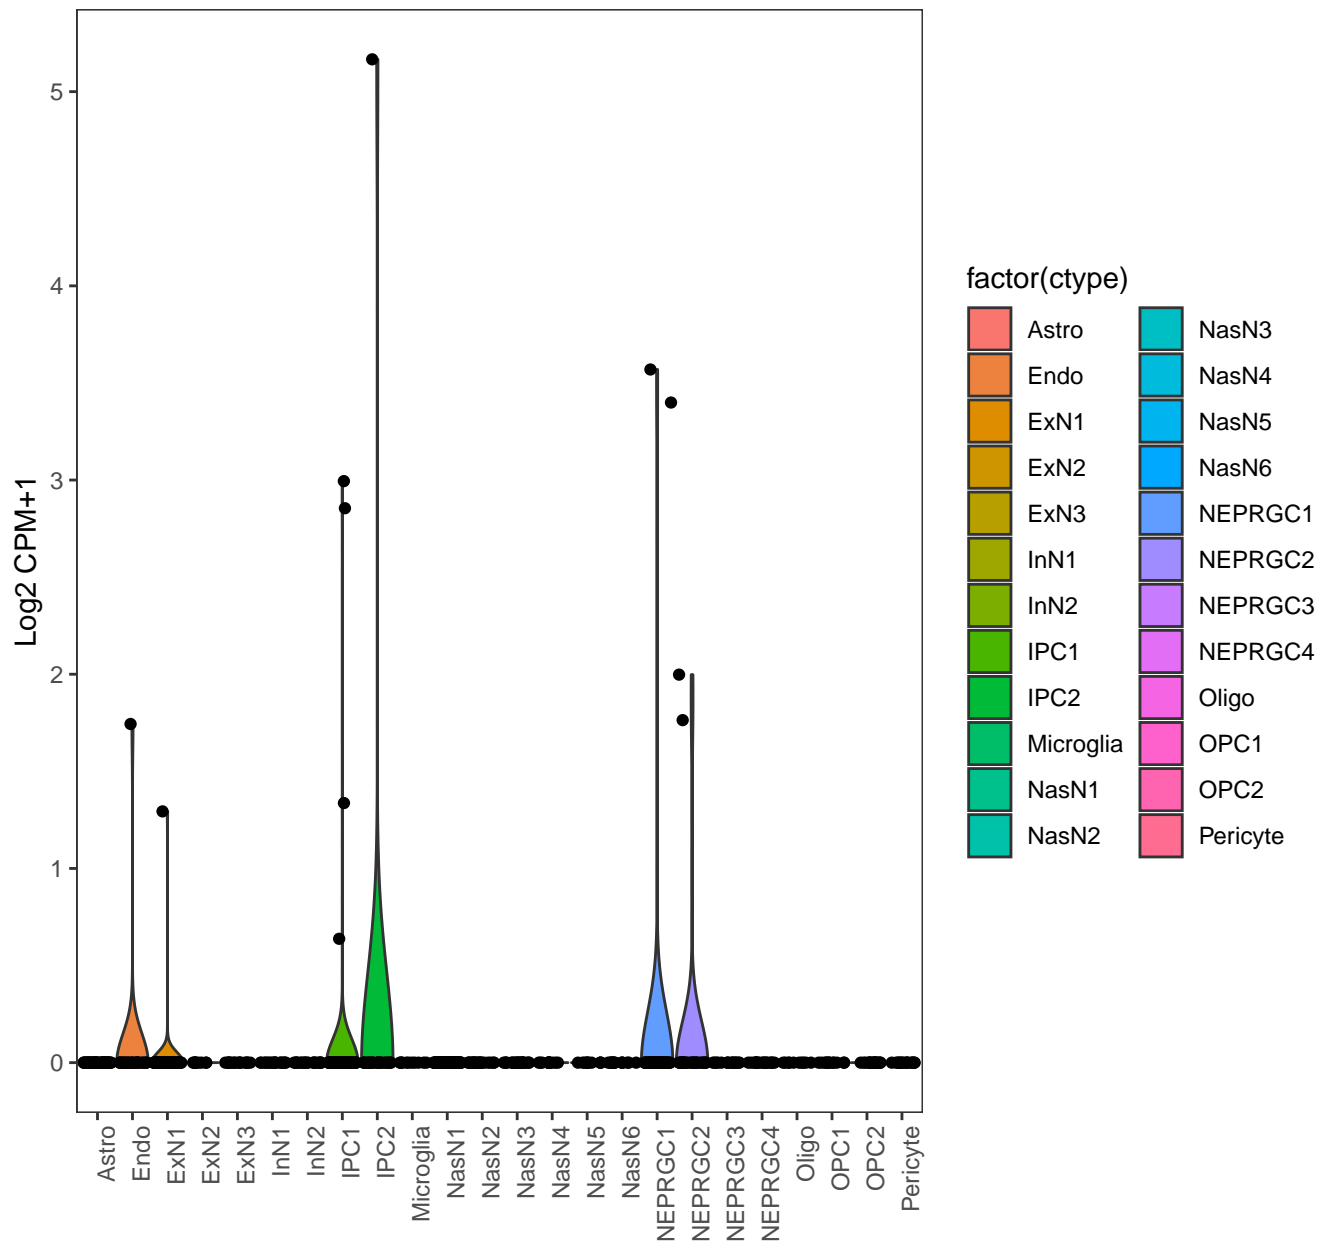 5
4
3
2
1
0
Log2 CPM+1
Astro
Endo
ExN1
ExN2
ExN3
InN1
InN2
IPC1
IPC2
Microglia
NasN1
NasN2
NasN3
NasN4
NasN5
NasN6
NEPRGC1
NEPRGC2
NEPRGC3
NEPRGC4
Oligo
OPC1
OPC2
Pericyte
factor(ctype)
Astro
Endo
ExN1
ExN2
ExN3
InN1
InN2
IPC1
IPC2
Microglia
NasN1
NasN2
NasN3
NasN4
NasN5
NasN6
NEPRGC1
NEPRGC2
NEPRGC3
NEPRGC4
Oligo
OPC1
OPC2
Pericyte